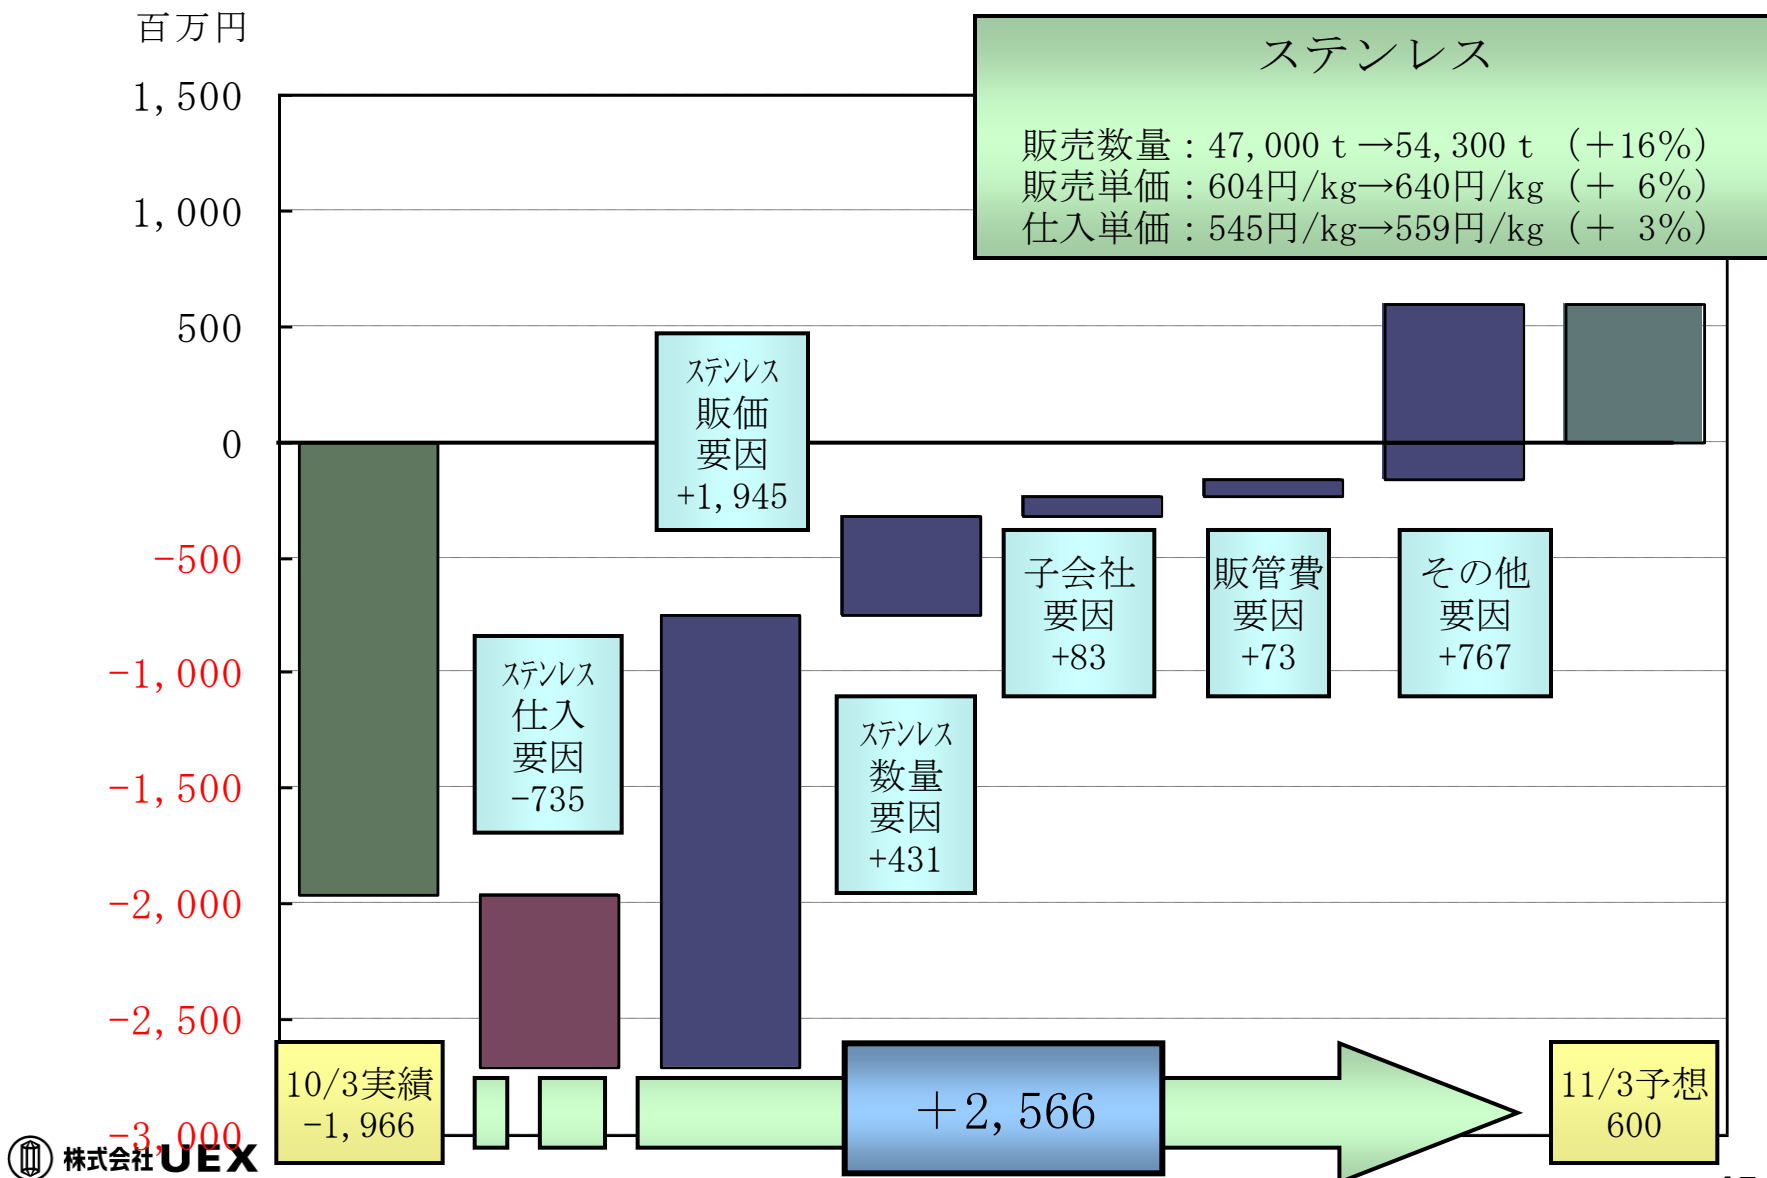 百万円
1,500
1,000
500
0
-500
-1,000
-1,500
-2,000
-2,500
-3,000
ステンレス
販売数量：47,000ｔ→54,300ｔ（＋16%）
販売単価：604円/kg→640円/kg（＋ 6%）
仕入単価：545円/kg→559円/kg（＋ 3%）
ｽﾃﾝﾚｽ
仕入
要因
-735
ｽﾃﾝﾚｽ
販価
要因
+1,945
ｽﾃﾝﾚｽ
数量
要因
+431
子会社
要因
+83
販管費
要因
+73
その他
要因
+767
10/3実績
-1,966
＋2,566
11/3予想
600
株式会社UEX